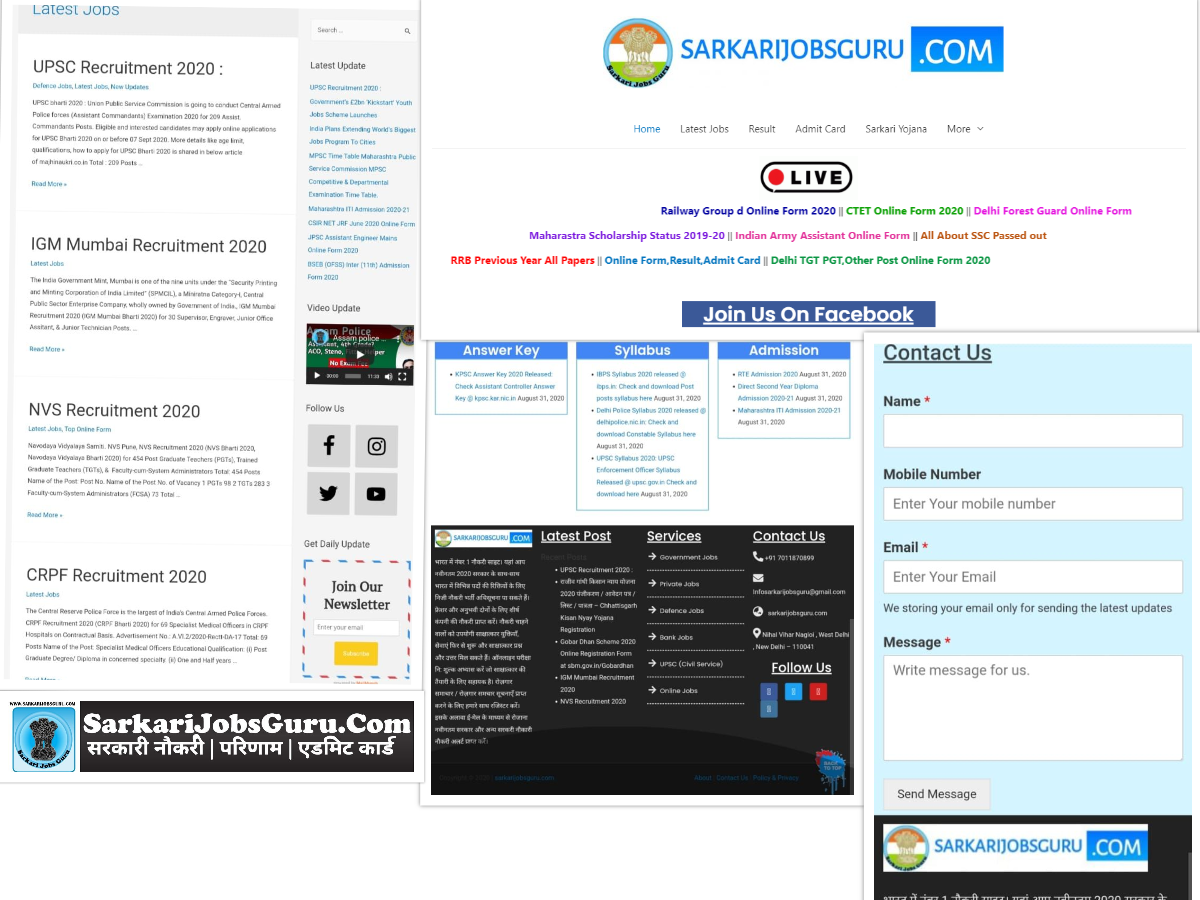 Latest Jobs
UPSC Recruitment 2020 :
Defence Jobs, Latest Jobs, New Updates
UPSC bharti 2020 : Union Public Service Commission is going to conduct Central Armed
Police forces (Assistant Commandants) Examination 2020 for 209 Assist.
Commandants Posts. Eligible and interested candidates may apply online applications
for UPSC Bharti 2020 on or before 07 Sept 2020. More details like age limit,
qualifications, how to apply for UPSC Bharti 2020 is shared in below article
of majhinaukri.co.in Total : 209 Posts ...
Read More »
IGM Mumbai Recruitment 2020
Latest Jobs
The India Government Mint, Mumbai is one of the nine units under the "Security Printing
and Minting Corporation of India Limited" (SPMCIL), a Miniratna Category-I, Central
Public Sector Enterprise Company, wholly owned by Government of India., IGM Mumbai
Recruitment 2020 (IGM Mumbai Bharti 2020) for 30 Supervisor, Engraver, Junior Office
Assitant, & Junior Technician Posts. ...
Read More »
NVS Recruitment 2020
Latest Jobs, Top Online Form
Navodaya Vidyalaya Samiti. NVS Pune, NVS Recruitment 2020 (NVS Bharti 2020,
Navodaya Vidyalaya Bharti 2020) for 454 Post Graduate Teachers (PGTs), Trained
Graduate Teachers (TGTs), & Faculty-cum-System Administrators Total: 454 Posts
Name of the Post: Post No. Name of the Post No. of Vacancy 1 PGTs 98 2 TGTs 283 3
Faculty-cum-System Administrators (FCSA) 73 Total ...
Read More »
CRPF Recruitment 2020
Latest Jobs
The Central Reserve Police Force is the largest of India's Central Armed Police Forces.
CRPF Recruitment 2020 (CRPF Bharti 2020) for 69 Specialist Medical Officers in CRPF
Hospitals on Contractual Basis. Advertisement No.: A.VI.2/2020-Rectt-DA-17 Total: 69
Posts Name of the Post: Specialist Medical Officers Educational Qualification: (i) Post
Graduate Degree/ Diploma in concerned specialty. (ii) One and Half years ...
Read More »
Search ...
Latest Update
UPSC Recruitment 2020 :
Government's £2bn 'Kickstart' Youth
Jobs Scheme Launches
India Plans Extending World's Biggest
Jobs Program To Cities
MPSC Time Table Maharashtra Public
Service Commission MPSC
Competitive & Departmental
Examination Time Table.
Maharashtra ITI Admission 2020-21
CSIR NET JRF June 2020 Online Form
JPSC Assistant Engineer Mains
Online Form 2020
BSEB (OFSS) Inter (11th) Admission
Form 2020
Video Update
Assam Police
Assam police ...
Assistant, 4th Grade?
ACO, Steno, Helper
No Exam Fee
00:00 11:33
Follow Us
Get Daily Update
Join Our
Newsletter
Enter your email
Subscribe
WWW.SARKARIJOBSGURU.COM
Sarkari Jobs Guru
SarkariJobsGuru.Com
सरकारी नौकरी | परिणाम | एडमिट कार्ड
Sarkari Jobs Guru
SARKARIJOBSGURU .COM
Home Latest Jobs Result Admit Card Sarkari Yojana More
LIVE
Railway Group d Online Form 2020 || CTET Online Form 2020 || Delhi Forest Guard Online Form
Maharastra Scholarship Status 2019-20 || Indian Army Assistant Online Form || All About SSC Passed out
RRB Previous Year All Papers || Online Form,Result,Admit Card || Delhi TGT PGT,Other Post Online Form 2020
Join Us On Facebook
Answer Key
KPSC Answer Key 2020 Released:
Check Assistant Controller Answer
Key @ kpsc.kar.nic.in August 31, 2020
Syllabus
IBPS Syllabus 2020 released @
ibps.in: Check and download Post
posts syllabus here August 31, 2020
Delhi Police Syllabus 2020 released @
delhipolice.nic.in: Check and
download Constable Syllabus here
August 31, 2020
UPSC Syllabus 2020: UPSC
Enforcement Officer Syllabus
Released @ upsc.gov.in Check and
download here August 31, 2020
Admission
RTE Admission 2020 August 31, 2020
Direct Second Year Diploma
Admission 2020-21 August 31, 2020
Maharashtra ITI Admission 2020-21
August 31, 2020
SARKARIJOBSGURU .COM
भारत में नंबर 1 नौकरी साइट। यहां आप
नवीनतम 2020 सरकार के साथ-साथ
भारत में विभिन्न पदों की रिक्तियों के लिए
निजी नौकरी भर्ती अधिसूचना पा सकते हैं।
फ्रेशर और अनुभवी दोनों के लिए शीर्ष
कंपनी की नौकरी प्राप्त करें। नौकरी चाहने
वालों को उपयोगी साक्षात्कार युक्तियाँ,
सेवाएं फिर से शुरू और साक्षात्कार प्रश्न
और उत्तर मिल सकते हैं। ऑनलाइन परीक्षा
नि: शुल्क अभ्यास करें जो साक्षात्कार की
तैयारी के लिए सहायक है। रोज़गार
समाचार / रोज़गार समाचार सूचनाएँ प्राप्त
करने के लिए हमारे साथ रजिस्टर करें।
इसके अलावा ई-मेल के माध्यम से रोजाना
नवीनतम सरकार और अन्य सरकारी नौकरी
नौकरी अलर्ट प्राप्त करें।
Latest Post
Recent Posts
UPSC Recruitment 2020 :
राजीव गांधी किसान न्याय योजना
2020 पंजीकरण / आवेदन पत्र /
लिस्ट / पात्रता – Chhattisgarh
Kisan Nyay Yojana
Registration
Gobar Dhan Scheme 2020
Online Registration Form
at sbm.gov.in/Gobardhan
IGM Mumbai Recruitment
2020
NVS Recruitment 2020
Services
Government Jobs
Private Jobs
Defence Jobs
Bank Jobs
UPSC (Civil Service)
Online Jobs
Contact Us
+91 7011870899
Infosarkarijobsguru@gmail.com
sarkarijobsguru.com
Nihal Vihar Nagloi , West Delhi
, New Delhi – 110041
Follow Us
BACK
TO TOP
sarkarijobsguru.com
About | Contact Us | Policy & Privacy
Contact Us
Name *
Mobile Number
Enter Your mobile number
Email *
Enter Your Email
We storing your email only for sending the latest updates
Message *
Write message for us.
Send Message
SARKARIJOBSGURU .COM
भारत में नंबर 1 नौकरी साइट। यहां आप नवीनतम 2020 सरकार के